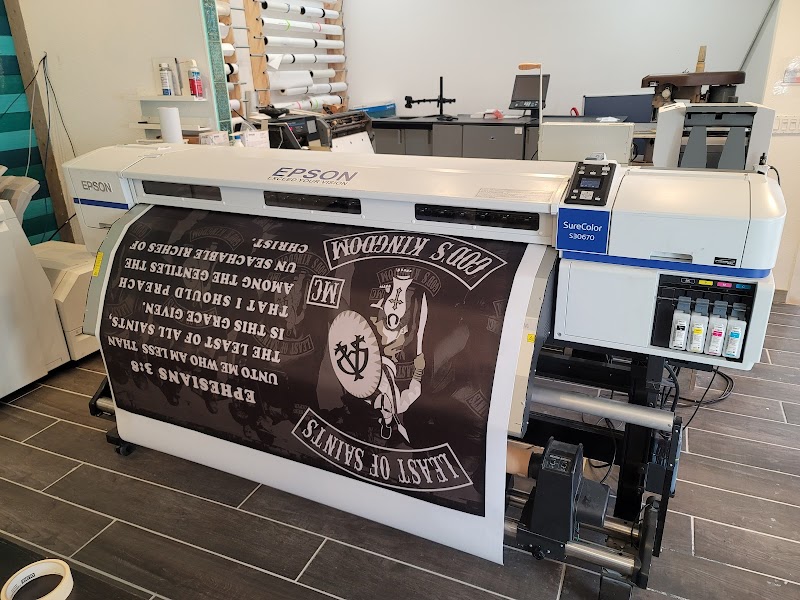 EPSON
EPSON
EXCEED YOUR VISION
SureColor
S30670
EPHESIANS 3:8
UNTO ME WHO AM LESS THAN
THE LEAST OF ALL SAINTS,
IS THIS GRACE GIVEN.
THAT I SHOULD PREACH
AMONG THE GENTILES THE
UN SEACHABLE RICHES OF
CHRIST.
LEAST OF SAINTS
MC
GOD'S KINGDOM